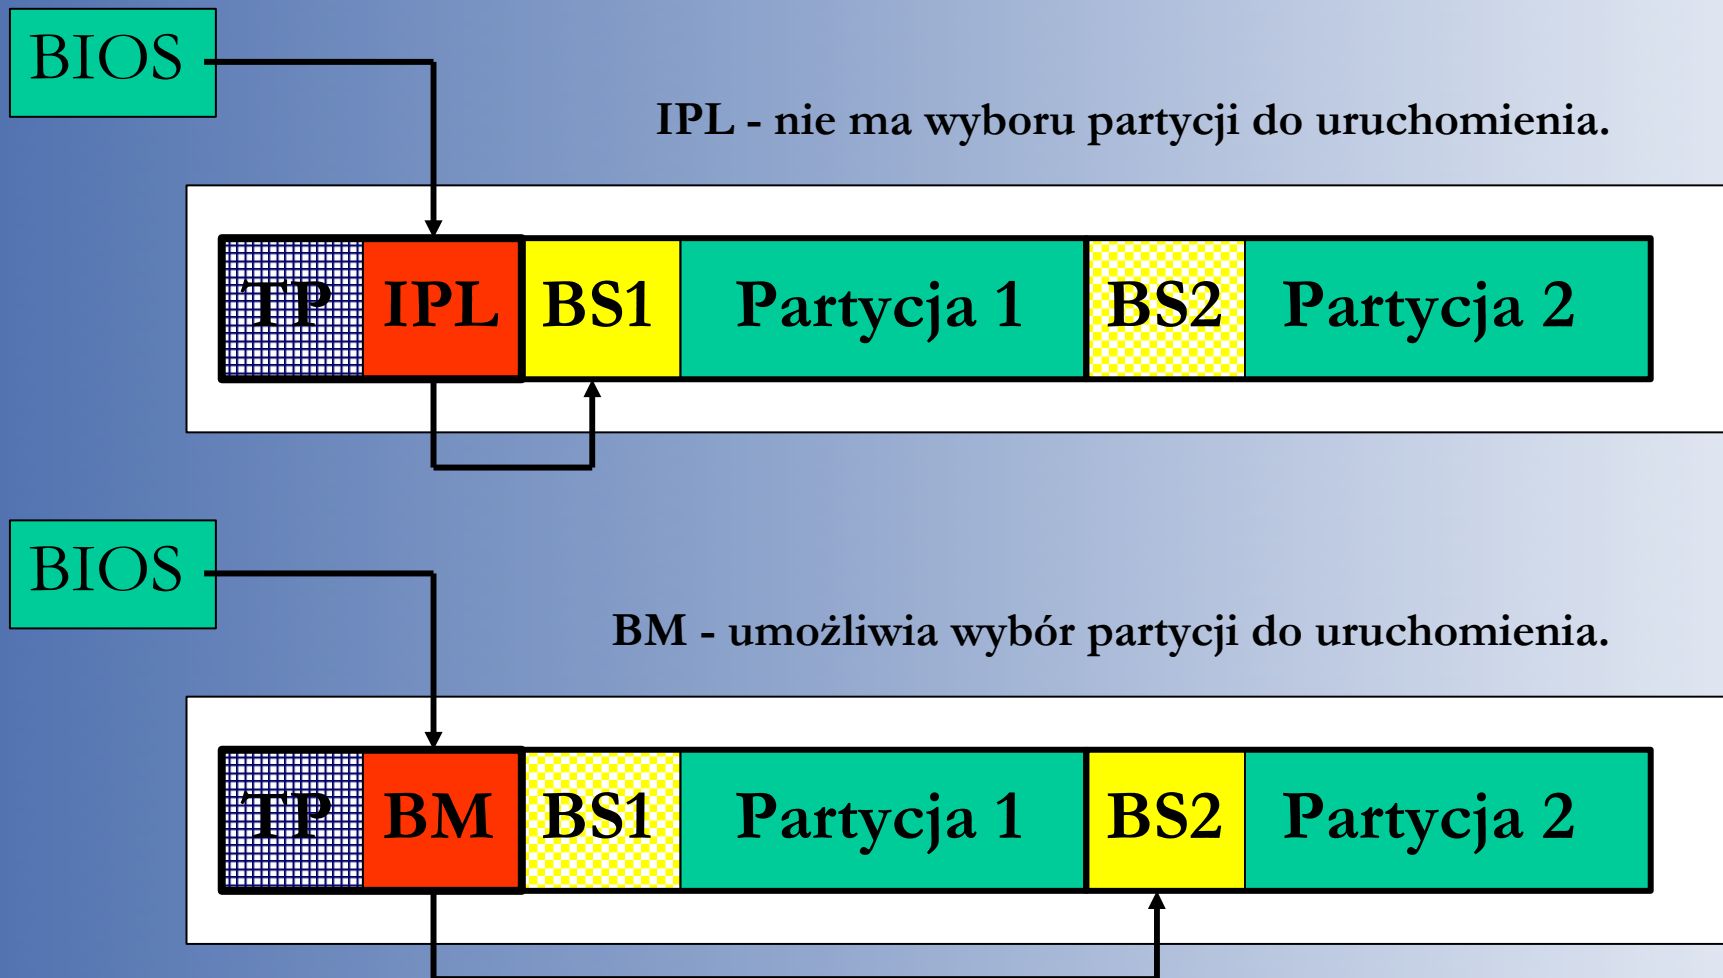 BIOS
IPL - nie ma wyboru partycji do uruchomienia.
TP IPL BS1 Partycja 1 BS2 Partycja 2
BIOS
BM - umożliwia wybór partycji do uruchomienia.
TP BM BS1 Partycja 1 BS2 Partycja 2